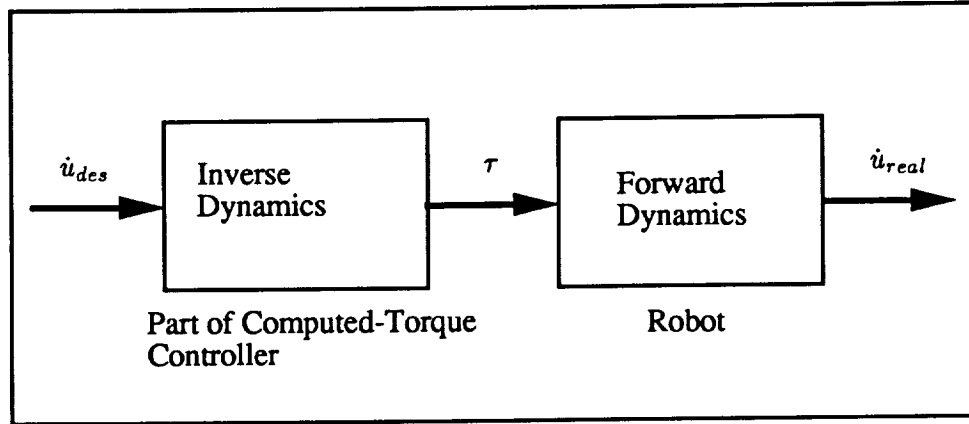 u̇_des
Inverse
Dynamics
τ
Forward
Dynamics
u̇_real
Part of Computed-Torque
Controller
Robot